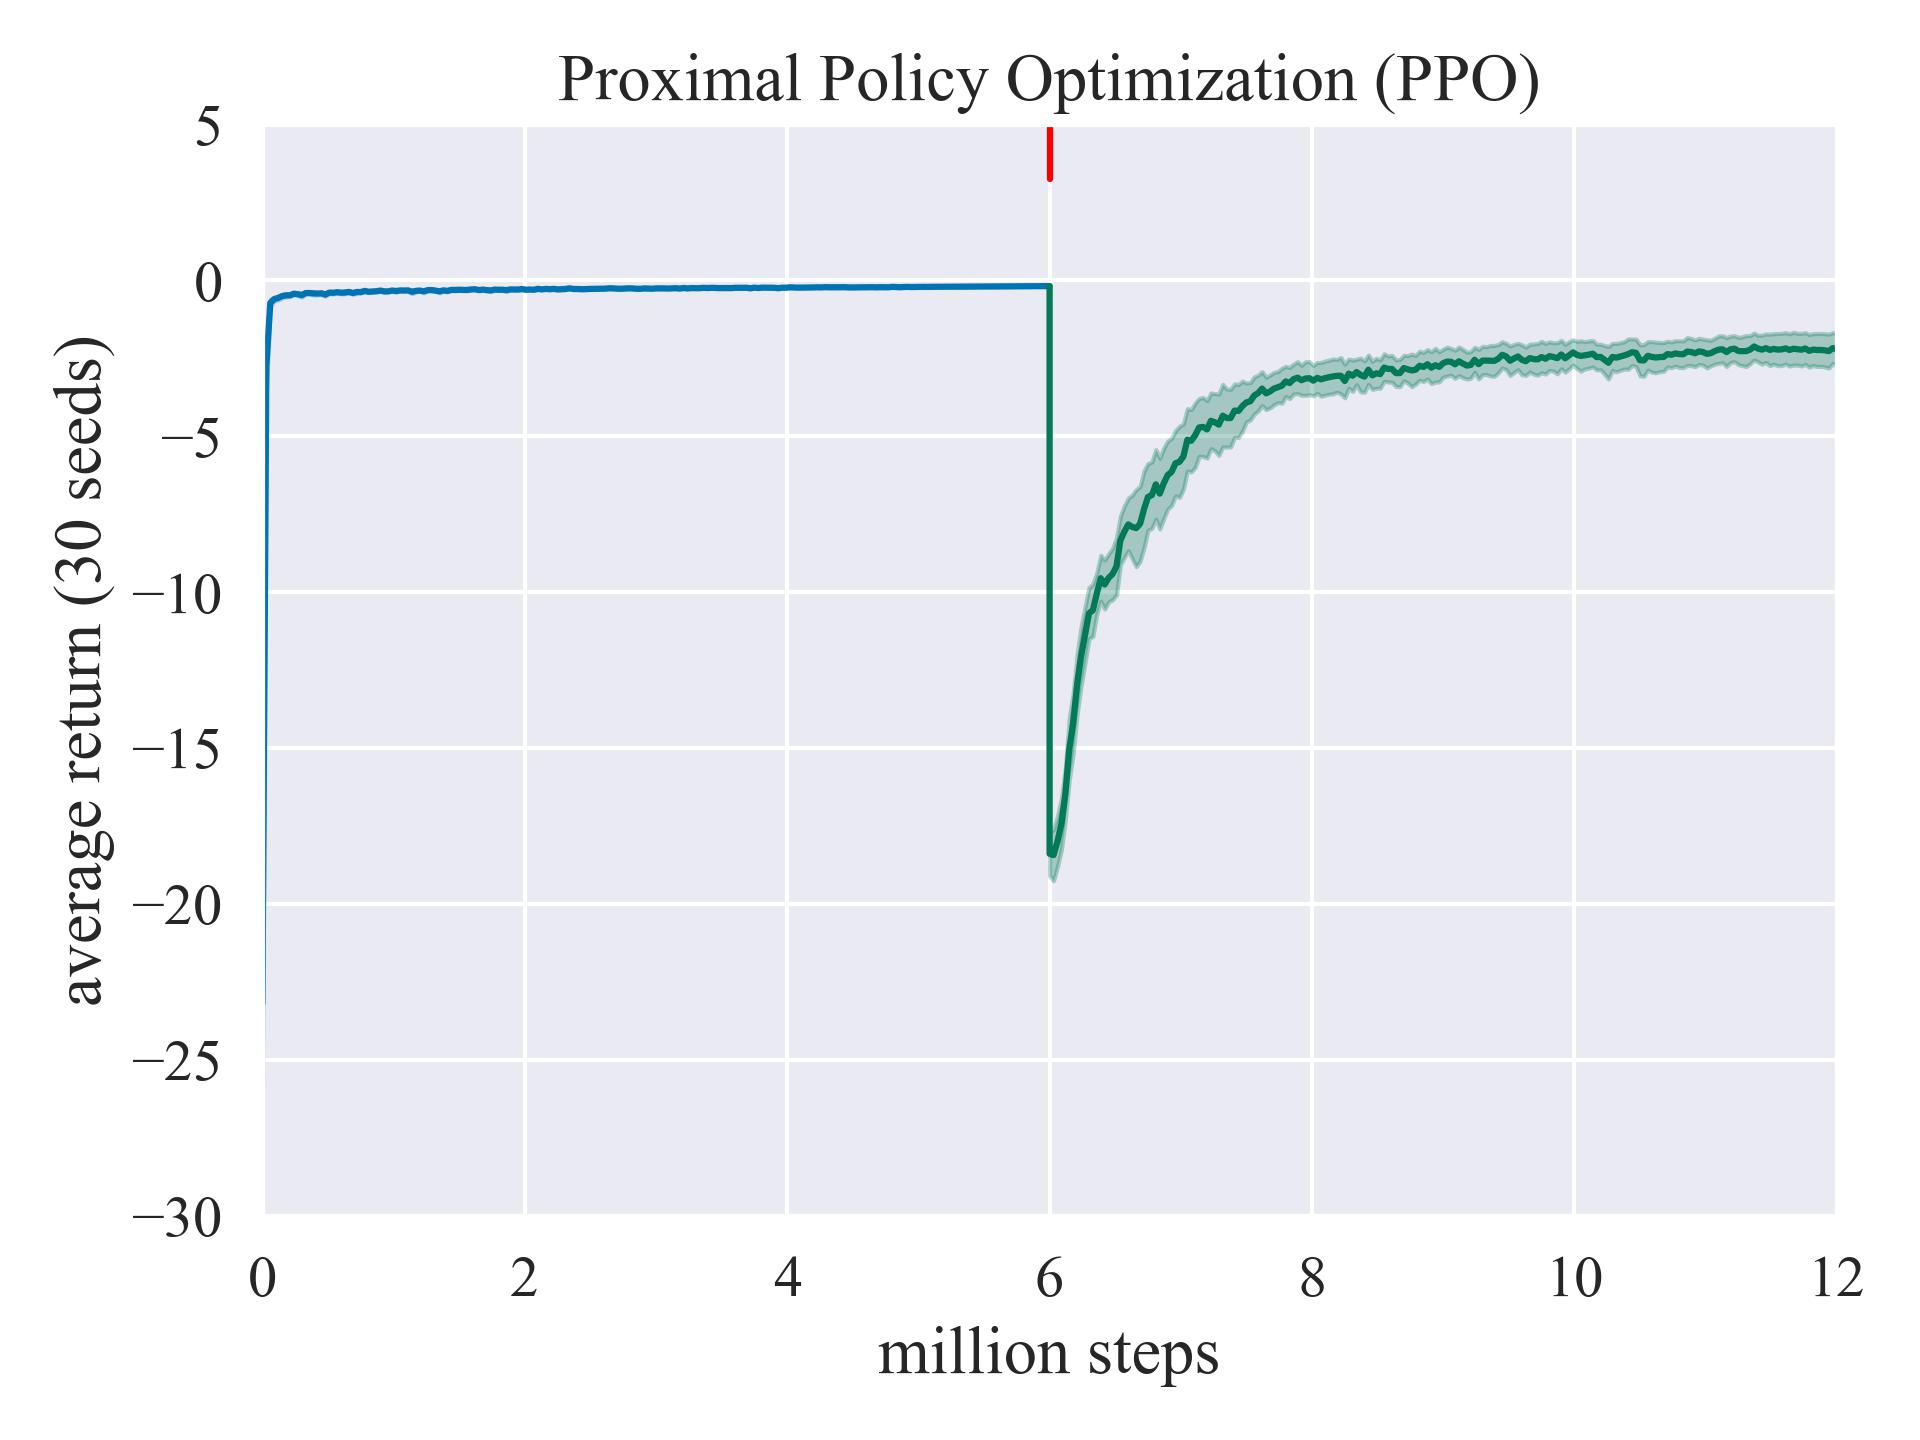 Proximal Policy Optimization (PPO)
5
0
−5
−10
−15
−20
−25
−30
average return (30 seeds)
0 2 4 6 8 10 12
million steps